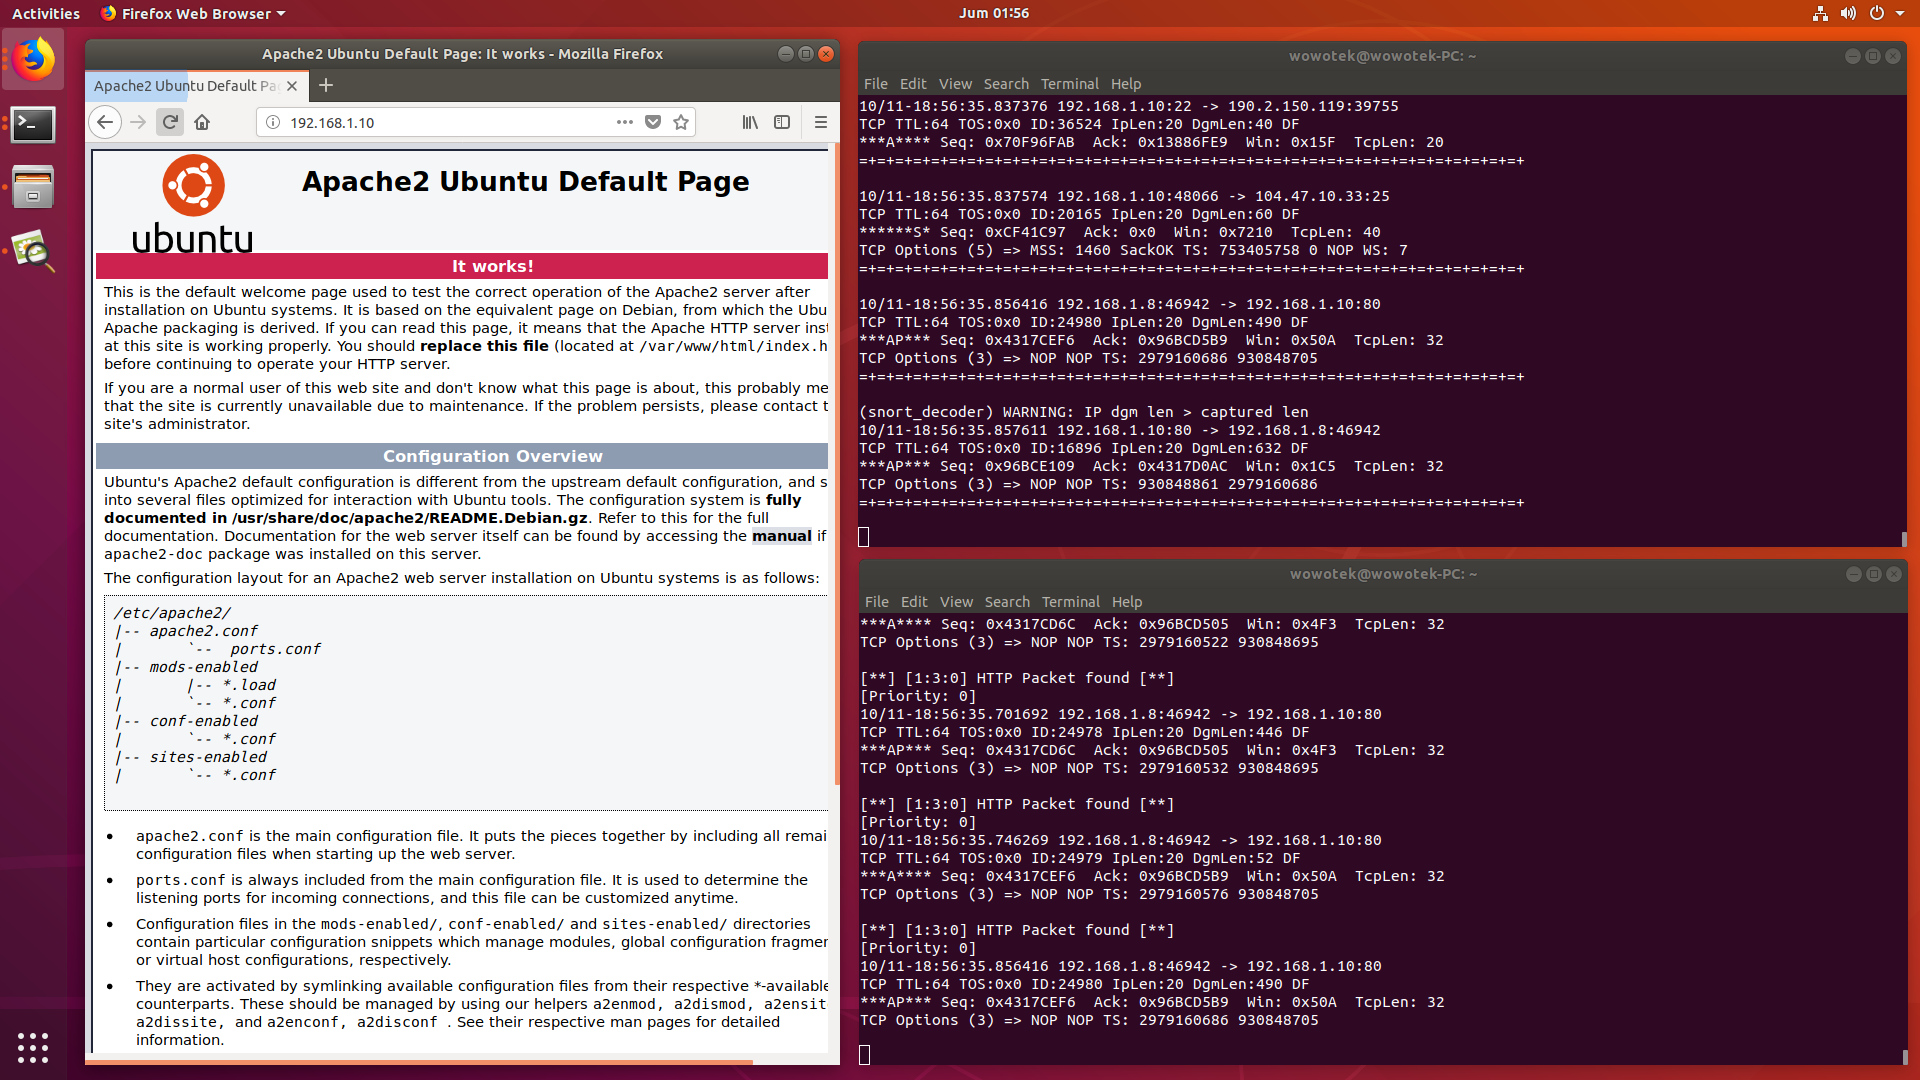 Activities
Firefox Web Browser
Jum 01:56
Apache2 Ubuntu Default Page: It works - Mozilla Firefox
Apache2 Ubuntu Default Pa
192.168.1.10
ubuntu
Apache2 Ubuntu Default Page
It works!
This is the default welcome page used to test the correct operation of the Apache2 server after
installation on Ubuntu systems. It is based on the equivalent page on Debian, from which the Ubu
Apache packaging is derived. If you can read this page, it means that the Apache HTTP server inst
at this site is working properly. You should replace this file (located at /var/www/html/index.h
before continuing to operate your HTTP server.
If you are a normal user of this web site and don't know what this page is about, this probably me
that the site is currently unavailable due to maintenance. If the problem persists, please contact t
site's administrator.
Configuration Overview
Ubuntu's Apache2 default configuration is different from the upstream default configuration, and s
into several files optimized for interaction with Ubuntu tools. The configuration system is fully
documented in /usr/share/doc/apache2/README.Debian.gz. Refer to this for the full
documentation. Documentation for the web server itself can be found by accessing the manual if
apache2-doc package was installed on this server.
The configuration layout for an Apache2 web server installation on Ubuntu systems is as follows:
/etc/apache2/
|-- apache2.conf
|       `--  ports.conf
|-- mods-enabled
|       |-- *.load
|       `-- *.conf
|-- conf-enabled
|       `-- *.conf
|-- sites-enabled
|       `-- *.conf
• apache2.conf is the main configuration file. It puts the pieces together by including all remai
configuration files when starting up the web server.
• ports.conf is always included from the main configuration file. It is used to determine the
listening ports for incoming connections, and this file can be customized anytime.
• Configuration files in the mods-enabled/, conf-enabled/ and sites-enabled/ directories
contain particular configuration snippets which manage modules, global configuration fragmer
or virtual host configurations, respectively.
• They are activated by symlinking available configuration files from their respective *-available
counterparts. These should be managed by using our helpers a2enmod, a2dismod, a2ensit
a2dissite, and a2enconf, a2disconf . See their respective man pages for detailed
information.
wowotek@wowotek-PC: ~
File Edit View Search Terminal Help
10/11-18:56:35.837376 192.168.1.10:22 -> 190.2.150.119:39755
TCP TTL:64 TOS:0x0 ID:36524 IpLen:20 DgmLen:40 DF
***A**** Seq: 0x70F96FAB  Ack: 0x13886FE9  Win: 0x15F  TcpLen: 20
=+=+=+=+=+=+=+=+=+=+=+=+=+=+=+=+=+=+=+=+=+=+=+=+=+=+=+=+=+=+=+=+=+=+=+=+=+
10/11-18:56:35.837574 192.168.1.10:48066 -> 104.47.10.33:25
TCP TTL:64 TOS:0x0 ID:20165 IpLen:20 DgmLen:60 DF
******S* Seq: 0xCF41C97  Ack: 0x0  Win: 0x7210  TcpLen: 40
TCP Options (5) => MSS: 1460 SackOK TS: 753405758 0 NOP WS: 7
=+=+=+=+=+=+=+=+=+=+=+=+=+=+=+=+=+=+=+=+=+=+=+=+=+=+=+=+=+=+=+=+=+=+=+=+=+
10/11-18:56:35.856416 192.168.1.8:46942 -> 192.168.1.10:80
TCP TTL:64 TOS:0x0 ID:24980 IpLen:20 DgmLen:490 DF
***AP*** Seq: 0x4317CEF6  Ack: 0x96BCD5B9  Win: 0x50A  TcpLen: 32
TCP Options (3) => NOP NOP TS: 2979160686 930848705
=+=+=+=+=+=+=+=+=+=+=+=+=+=+=+=+=+=+=+=+=+=+=+=+=+=+=+=+=+=+=+=+=+=+=+=+=+
(snort_decoder) WARNING: IP dgm len > captured len
10/11-18:56:35.857611 192.168.1.10:80 -> 192.168.1.8:46942
TCP TTL:64 TOS:0x0 ID:16896 IpLen:20 DgmLen:632 DF
***AP*** Seq: 0x96BCE109  Ack: 0x4317D0AC  Win: 0x1C5  TcpLen: 32
TCP Options (3) => NOP NOP TS: 930848861 2979160686
=+=+=+=+=+=+=+=+=+=+=+=+=+=+=+=+=+=+=+=+=+=+=+=+=+=+=+=+=+=+=+=+=+=+=+=+=+
wowotek@wowotek-PC: ~
File Edit View Search Terminal Help
***A**** Seq: 0x4317CD6C  Ack: 0x96BCD505  Win: 0x4F3  TcpLen: 32
TCP Options (3) => NOP NOP TS: 2979160522 930848695
[**] [1:3:0] HTTP Packet found [**]
[Priority: 0]
10/11-18:56:35.701692 192.168.1.8:46942 -> 192.168.1.10:80
TCP TTL:64 TOS:0x0 ID:24978 IpLen:20 DgmLen:446 DF
***AP*** Seq: 0x4317CD6C  Ack: 0x96BCD505  Win: 0x4F3  TcpLen: 32
TCP Options (3) => NOP NOP TS: 2979160532 930848695
[**] [1:3:0] HTTP Packet found [**]
[Priority: 0]
10/11-18:56:35.746269 192.168.1.8:46942 -> 192.168.1.10:80
TCP TTL:64 TOS:0x0 ID:24979 IpLen:20 DgmLen:52 DF
***A**** Seq: 0x4317CEF6  Ack: 0x96BCD5B9  Win: 0x50A  TcpLen: 32
TCP Options (3) => NOP NOP TS: 2979160576 930848705
[**] [1:3:0] HTTP Packet found [**]
[Priority: 0]
10/11-18:56:35.856416 192.168.1.8:46942 -> 192.168.1.10:80
TCP TTL:64 TOS:0x0 ID:24980 IpLen:20 DgmLen:490 DF
***AP*** Seq: 0x4317CEF6  Ack: 0x96BCD5B9  Win: 0x50A  TcpLen: 32
TCP Options (3) => NOP NOP TS: 2979160686 930848705